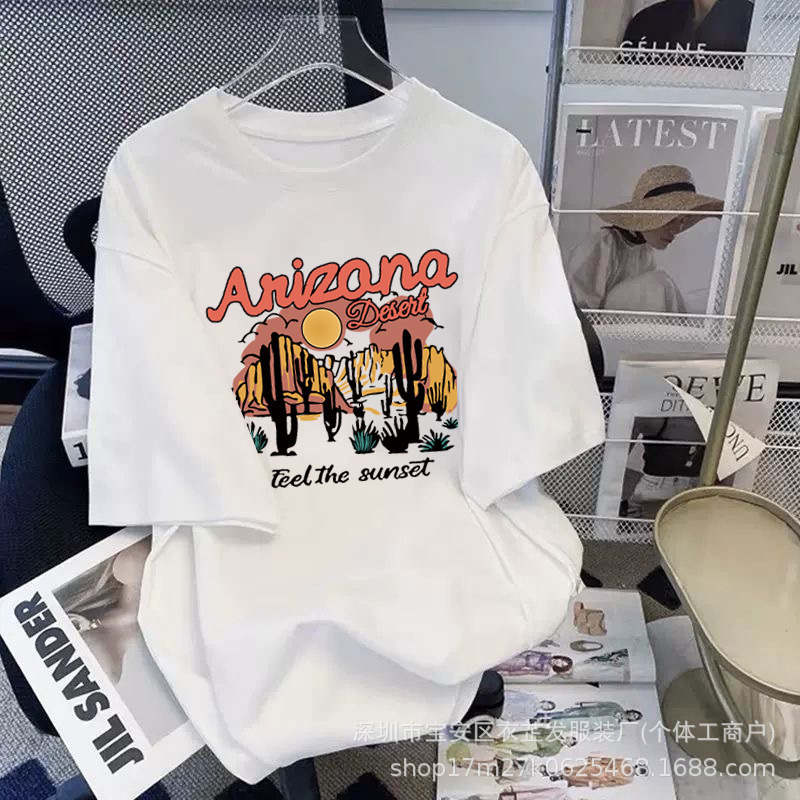 CÉLINE
LATEST
JIL
OEWE
Arizona
Desert
feel the sunset
JIL SANDER
深圳市宝安区衣芷发服装厂(个体工商户)
shop17m27k0625468.1688.com